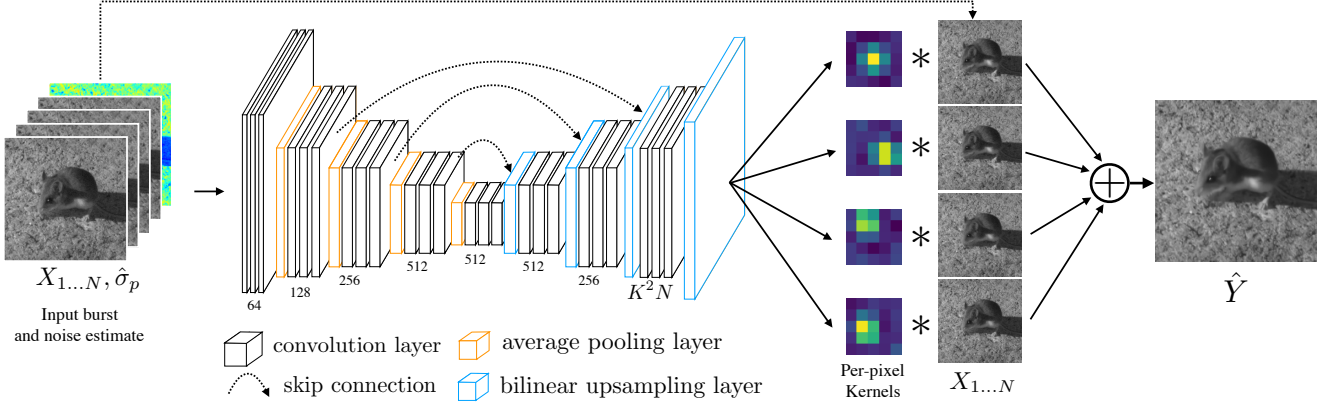 X₁...N, σ̂ₚ
Input burst
and noise estimate
64
128
256
512
512
512
256
K²N
convolution layer
average pooling layer
skip connection
bilinear upsampling layer
*
*
*
*
Per-pixel
Kernels
X₁...N
+
Ŷ